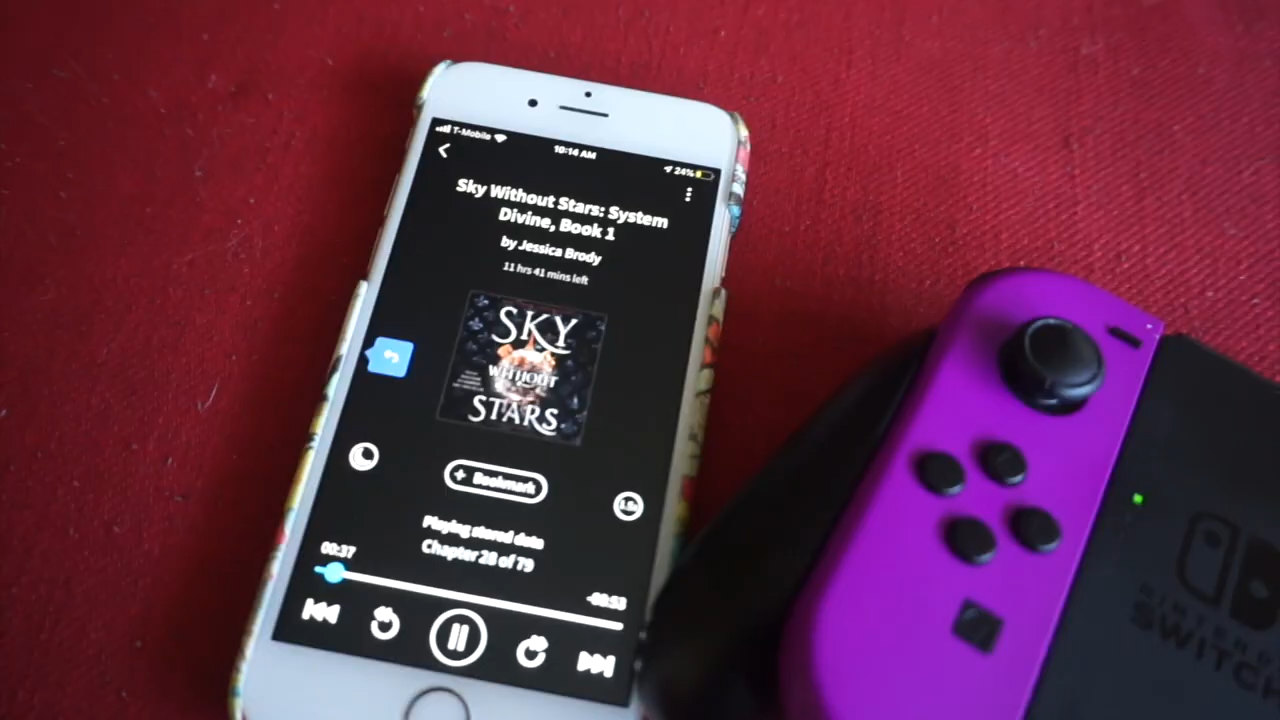 T-Mobile
10:14 AM
24%
Sky Without Stars: System
Divine, Book 1
by Jessica Brody
11 hrs 41 mins left
SKY
WITHOUT
STARS
+ Bookmark
Playing stored data
Chapter 28 of 79
00:37
NINTENDO
SWITCH